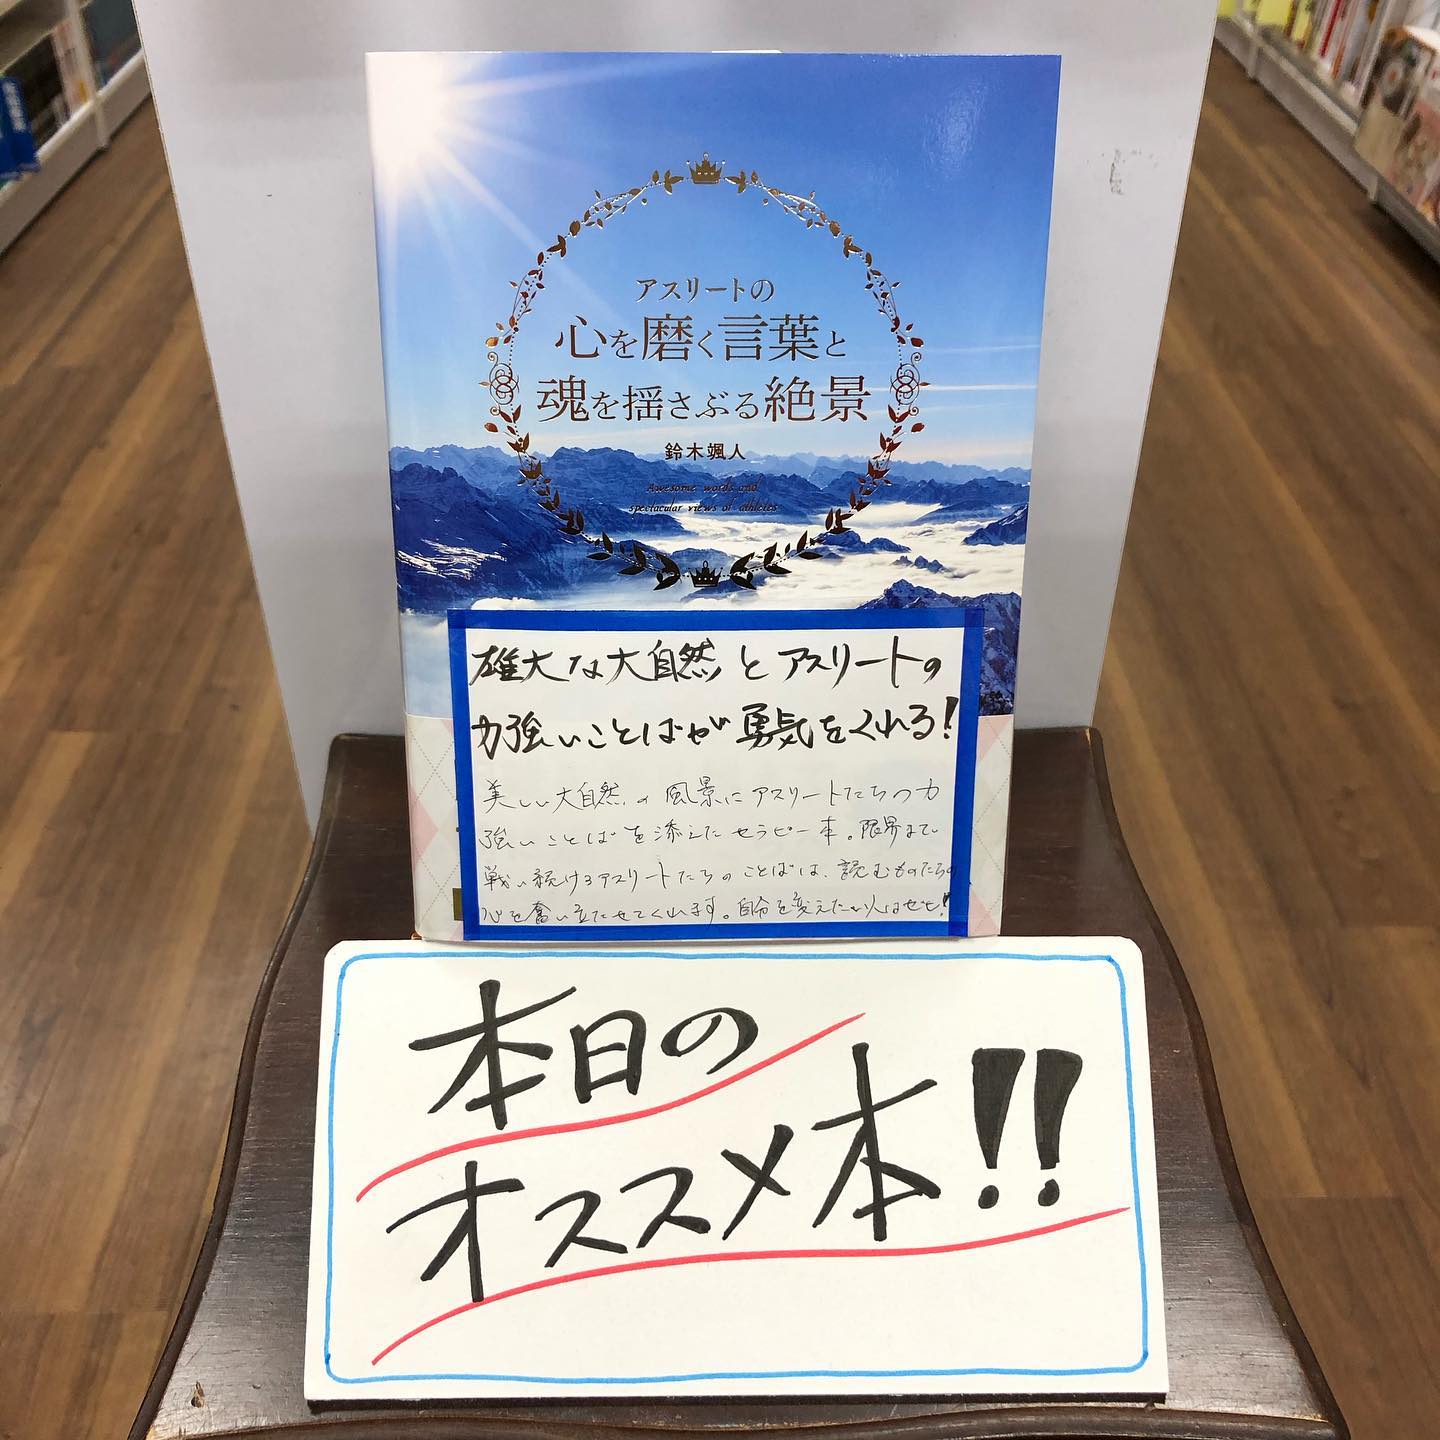 アスリートの
心を磨く言葉と
魂を揺さぶる絶景
鈴木颯人
Awesome words and
spectacular views of athletes
雄大な大自然とアスリートの
力強いことばが勇気をくれる!
美しい大自然の風景にアスリートたちの力
強いことばを添えたセラピー本。限界まで
戦い続けるアスリートたちのことばは、読むものたちの
心を奮い立たせてくれます。自分を変えたい人はぜひ!
本日の
オススメ本!!